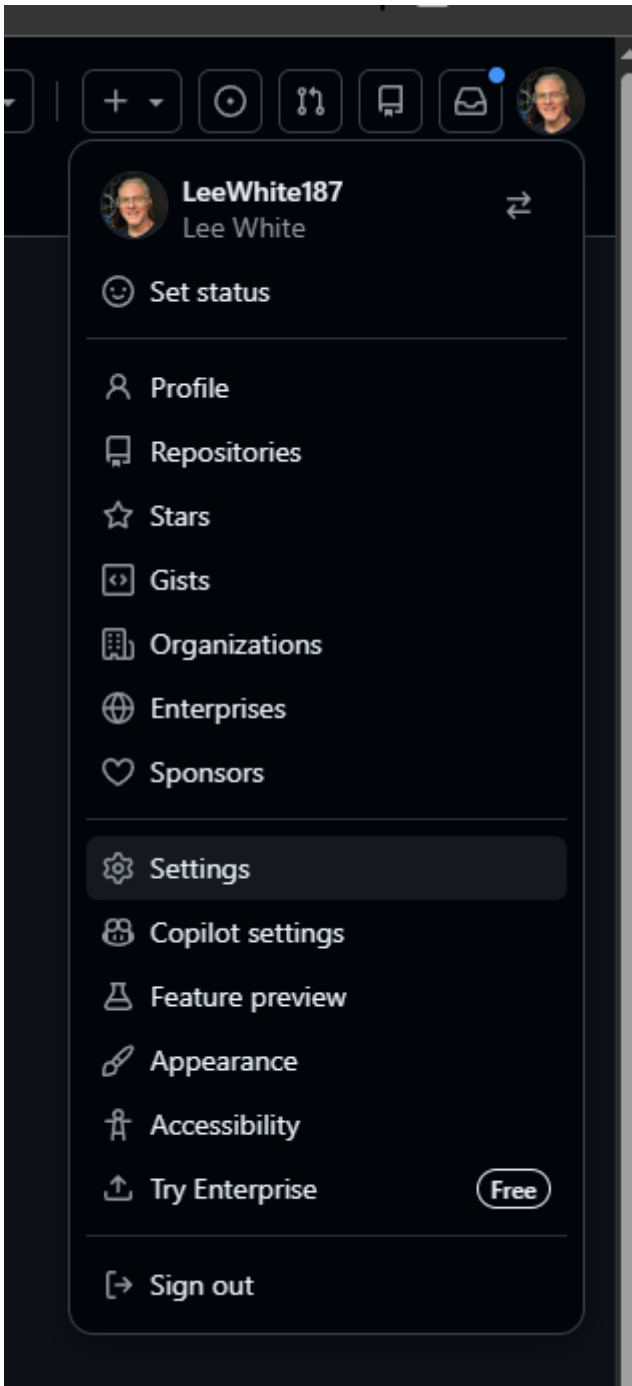 LeeWhite187
Lee White
Set status
Profile
Repositories
Stars
Gists
Organizations
Enterprises
Sponsors
Settings
Copilot settings
Feature preview
Appearance
Accessibility
Try Enterprise Free
Sign out